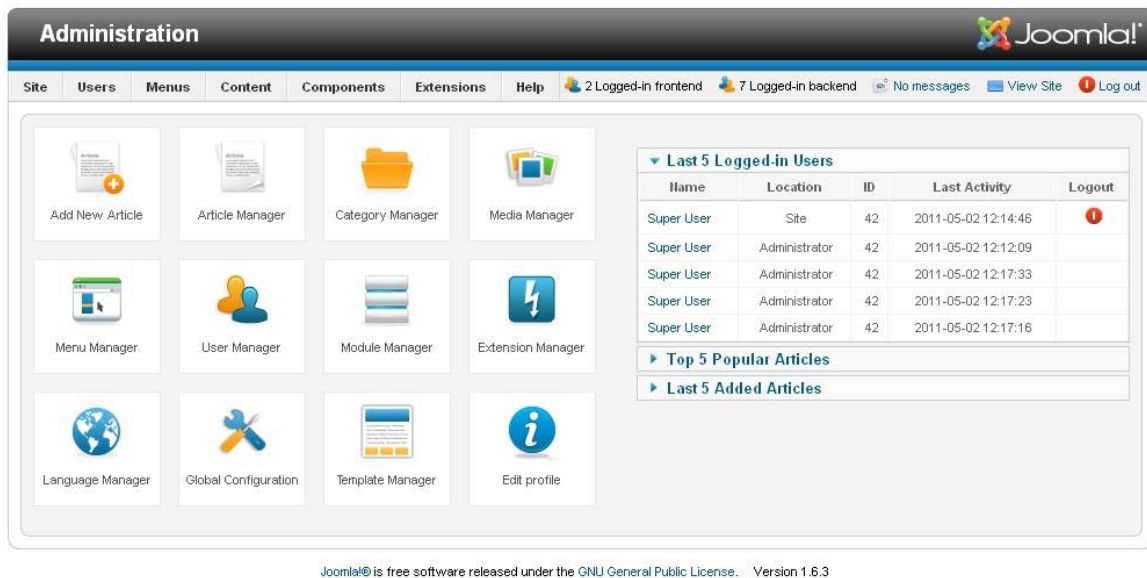 Administration
Joomla!
Site Users Menus Content Components Extensions Help 2 Logged-in frontend 7 Logged-in backend No messages View Site Log out
Add New Article
Article Manager
Category Manager
Media Manager
Menu Manager
User Manager
Module Manager
Extension Manager
Language Manager
Global Configuration
Template Manager
Edit profile
Last 5 Logged-in Users
Name Location ID Last Activity Logout
Super User Site 42 2011-05-02 12:14:46
Super User Administrator 42 2011-05-02 12:12:09
Super User Administrator 42 2011-05-02 12:17:33
Super User Administrator 42 2011-05-02 12:17:23
Super User Administrator 42 2011-05-02 12:17:16
Top 5 Popular Articles
Last 5 Added Articles
Joomla!® is free software released under the GNU General Public License. Version 1.6.3